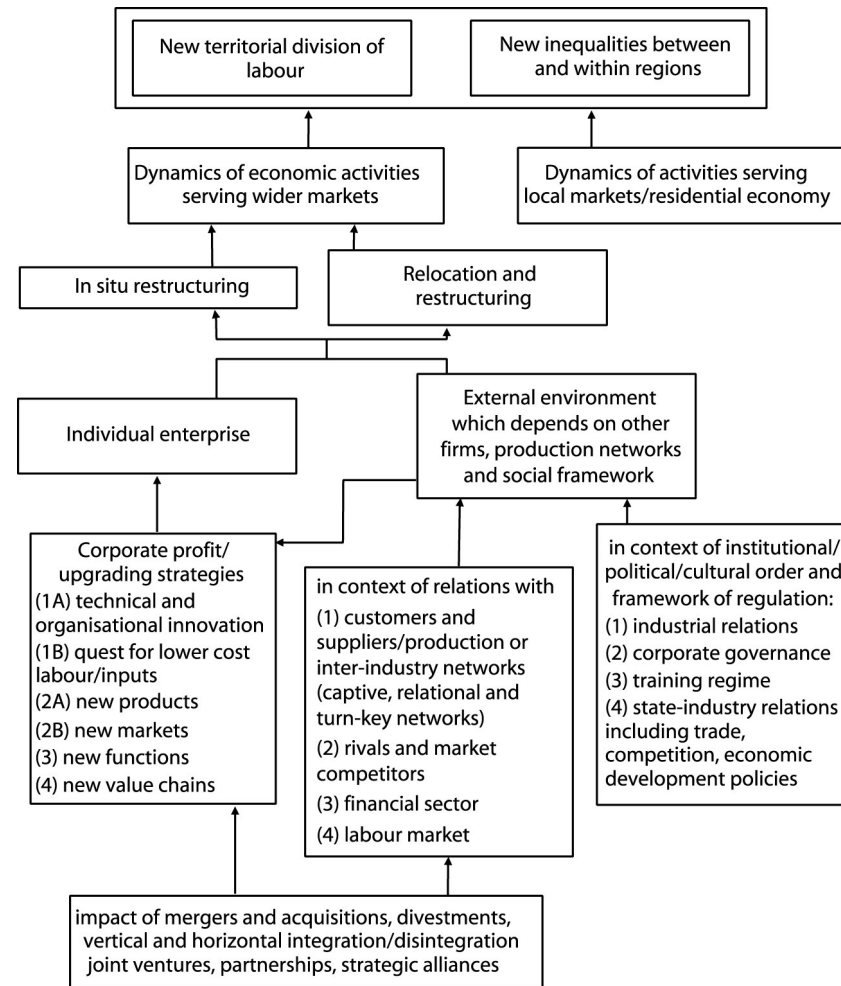 New territorial division of
labour
New inequalities between
and within regions
Dynamics of economic activities
serving wider markets
Dynamics of activities serving
local markets/residential economy
In situ restructuring
Relocation and
restructuring
Individual enterprise
External environment
which depends on other
firms, production networks
and social framework
Corporate profit/
upgrading strategies
(1A) technical and
organisational innovation
(1B) quest for lower cost
labour/inputs
(2A) new products
(2B) new markets
(3) new functions
(4) new value chains
in context of relations with
(1) customers and
suppliers/production or
inter-industry networks
(captive, relational and
turn-key networks)
(2) rivals and market
competitors
(3) financial sector
(4) labour market
in context of institutional/
political/cultural order and
framework of regulation:
(1) industrial relations
(2) corporate governance
(3) training regime
(4) state-industry relations
including trade,
competition, economic
development policies
impact of mergers and acquisitions, divestments,
vertical and horizontal integration/disintegration
joint ventures, partnerships, strategic alliances